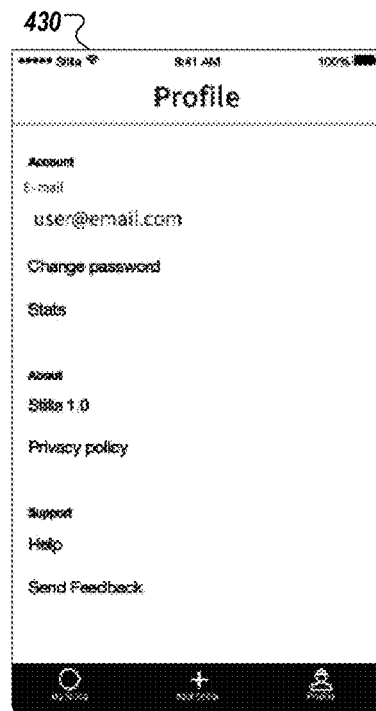 430
Stilla 9:41 AM 100%
Profile
Account
E-mail
user@email.com
Change password
Stats
About
Stilla 1.0
Privacy policy
Support
Help
Send Feedback
Profile